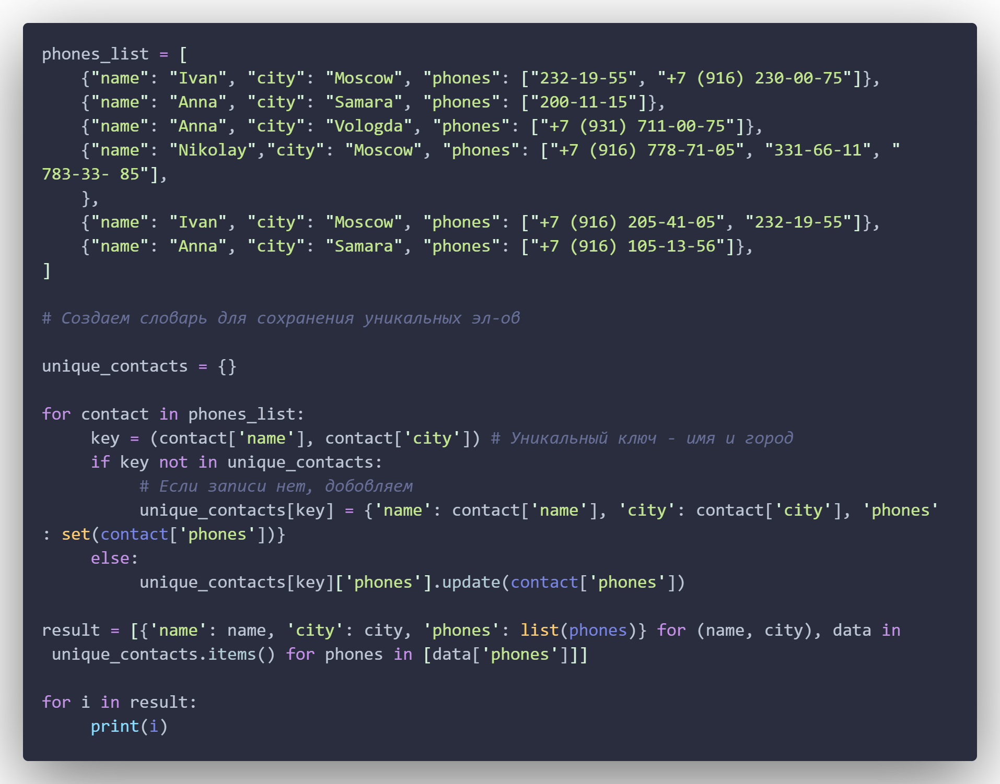 phones_list = [
    {"name": "Ivan", "city": "Moscow", "phones": ["232-19-55", "+7 (916) 230-00-75"]},
    {"name": "Anna", "city": "Samara", "phones": ["200-11-15"]},
    {"name": "Anna", "city": "Vologda", "phones": ["+7 (931) 711-00-75"]},
    {"name": "Nikolay","city": "Moscow", "phones": ["+7 (916) 778-71-05", "331-66-11", "
783-33- 85"],
    },
    {"name": "Ivan", "city": "Moscow", "phones": ["+7 (916) 205-41-05", "232-19-55"]},
    {"name": "Anna", "city": "Samara", "phones": ["+7 (916) 105-13-56"]},
]
# Создаем словарь для сохранения уникальных эл-ов
unique_contacts = {}
for contact in phones_list:
     key = (contact['name'], contact['city']) # Уникальный ключ - имя и город
     if key not in unique_contacts:
          # Если записи нет, добовляем
          unique_contacts[key] = {'name': contact['name'], 'city': contact['city'], 'phones'
: set(contact['phones'])}
     else:
          unique_contacts[key]['phones'].update(contact['phones'])
result = [{'name': name, 'city': city, 'phones': list(phones)} for (name, city), data in
 unique_contacts.items() for phones in [data['phones']]]
for i in result:
     print(i)